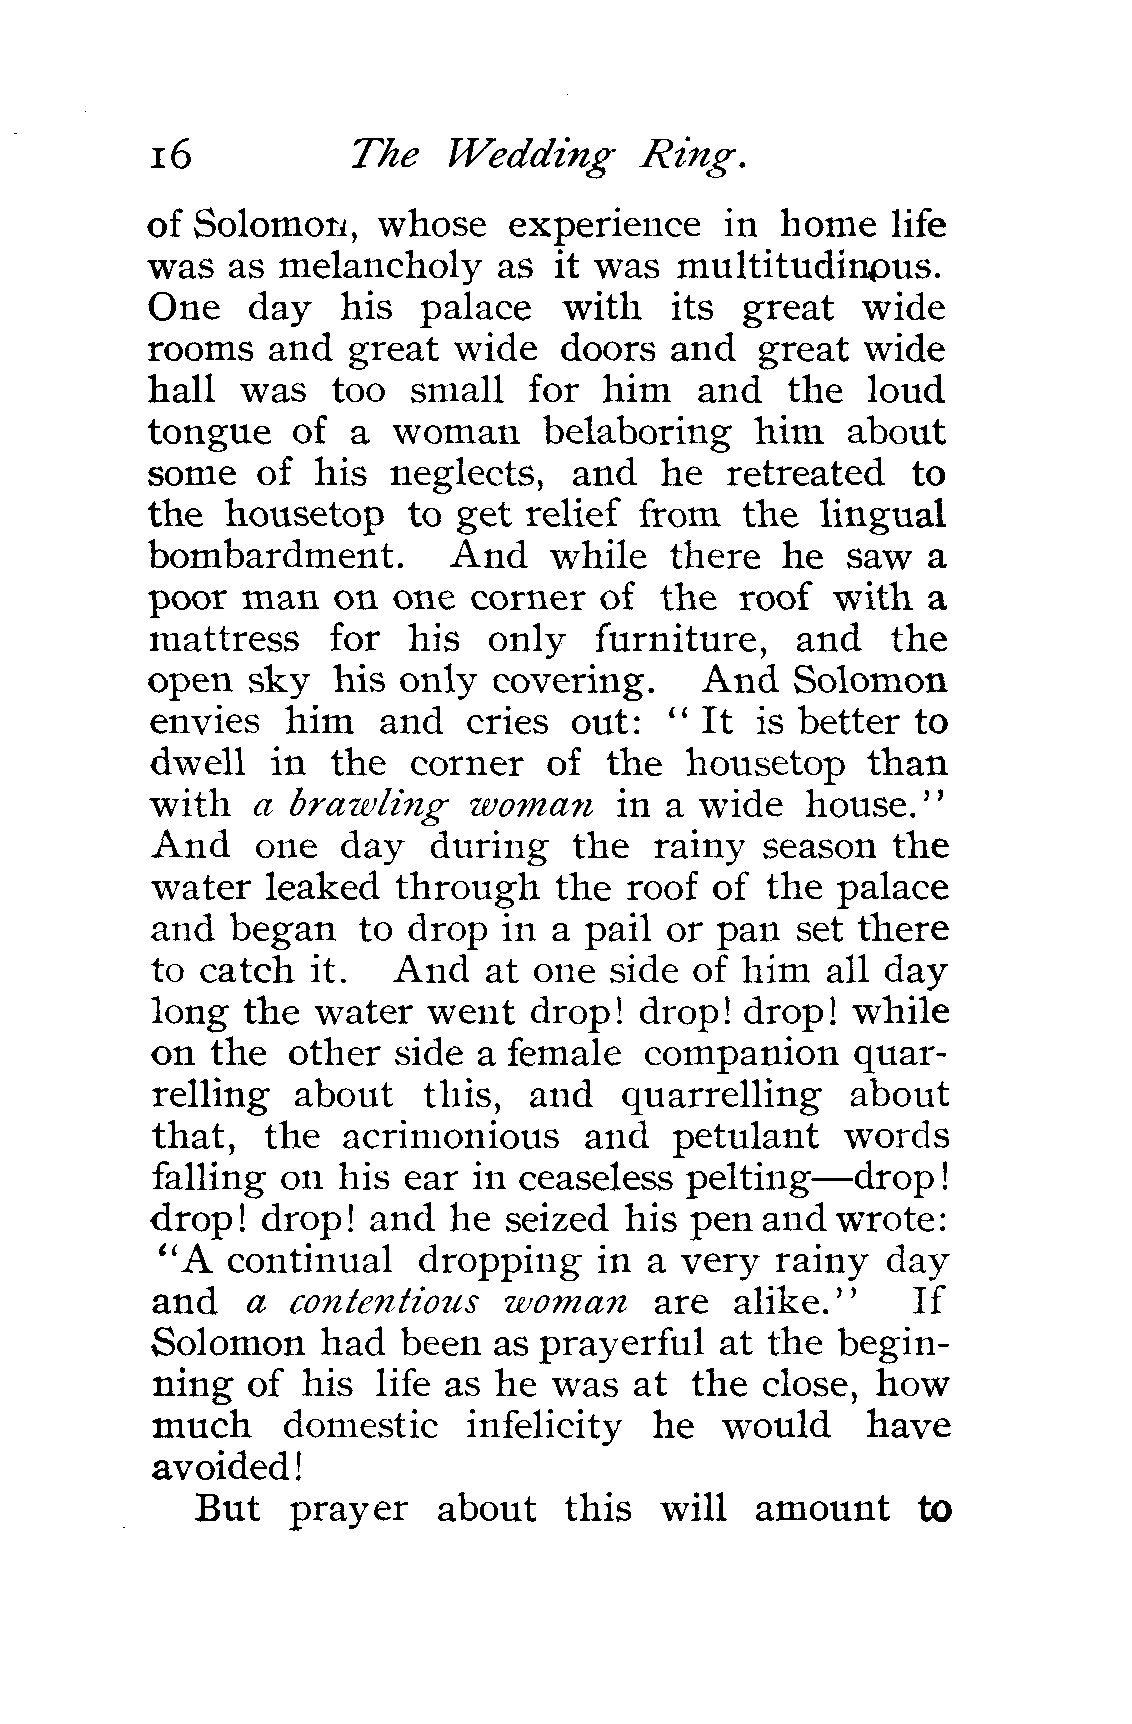 16 The Wedding Ring.
of Solomon, whose experience in home life
was as melancholy as it was multitudinous.
One day his palace with its great wide
rooms and great wide doors and great wide
hall was too small for him and the loud
tongue of a woman belaboring him about
some of his neglects, and he retreated to
the housetop to get relief from the lingual
bombardment. And while there he saw a
poor man on one corner of the roof with a
mattress for his only furniture, and the
open sky his only covering. And Solomon
envies him and cries out: “ It is better to
dwell in the corner of the housetop than
with a brawling woman in a wide house.”
And one day during the rainy season the
water leaked through the roof of the palace
and began to drop in a pail or pan set there
to catch it. And at one side of him all day
long the water went drop! drop! drop! while
on the other side a female companion quar-
relling about this, and quarrelling about
that, the acrimonious and petulant words
falling on his ear in ceaseless pelting—drop!
drop! drop! and he seized his pen and wrote:
“A continual dropping in a very rainy day
and a contentious woman are alike.” If
Solomon had been as prayerful at the begin-
ning of his life as he was at the close, how
much domestic infelicity he would have
avoided!
But prayer about this will amount to